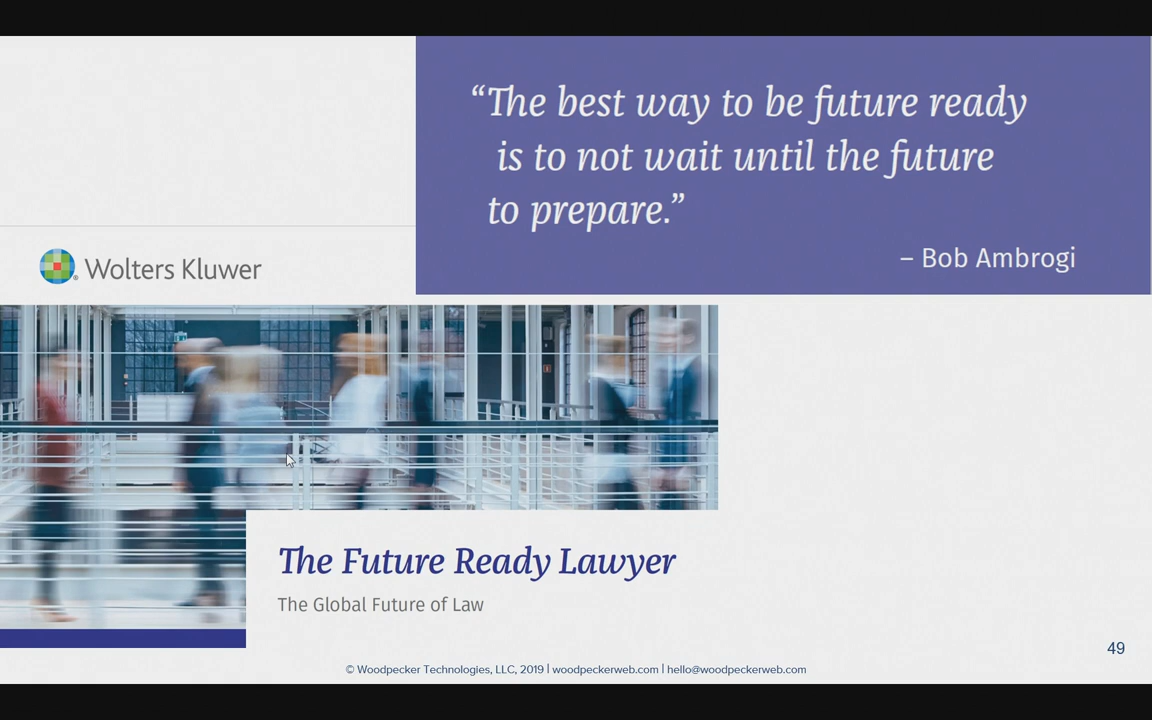 “The best way to be future ready
is to not wait until the future
to prepare.”
– Bob Ambrogi
Wolters Kluwer
The Future Ready Lawyer
The Global Future of Law
49
© Woodpecker Technologies, LLC, 2019 | woodpeckerweb.com | hello@woodpeckerweb.com